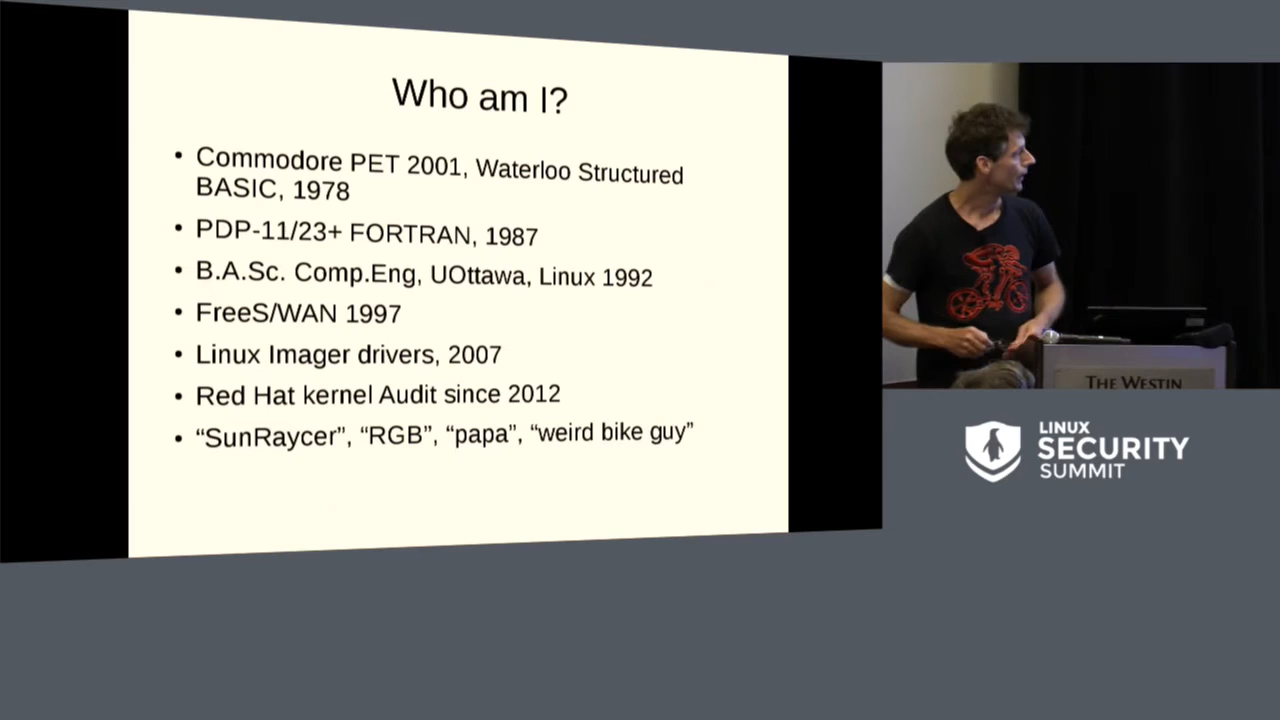 Who am I?
• Commodore PET 2001, Waterloo Structured
BASIC, 1978
• PDP-11/23+ FORTRAN, 1987
• B.A.Sc. Comp.Eng, UOttawa, Linux 1992
• FreeS/WAN 1997
• Linux Imager drivers, 2007
• Red Hat kernel Audit since 2012
• “SunRaycer”, “RGB”, “papa”, “weird bike guy”
THE WESTIN
LINUX
SECURITY
SUMMIT